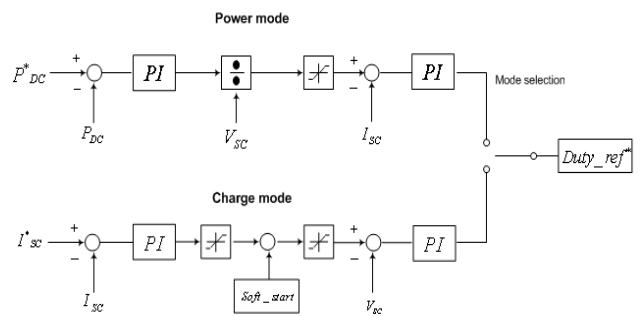 Power mode
P*DC
+
−
PI
÷
+
−
PI
Mode selection
PDC
VSC
ISC
Duty_ref*
Charge mode
I*SC
+
−
PI
+
−
PI
ISC
Soft_start
VSC